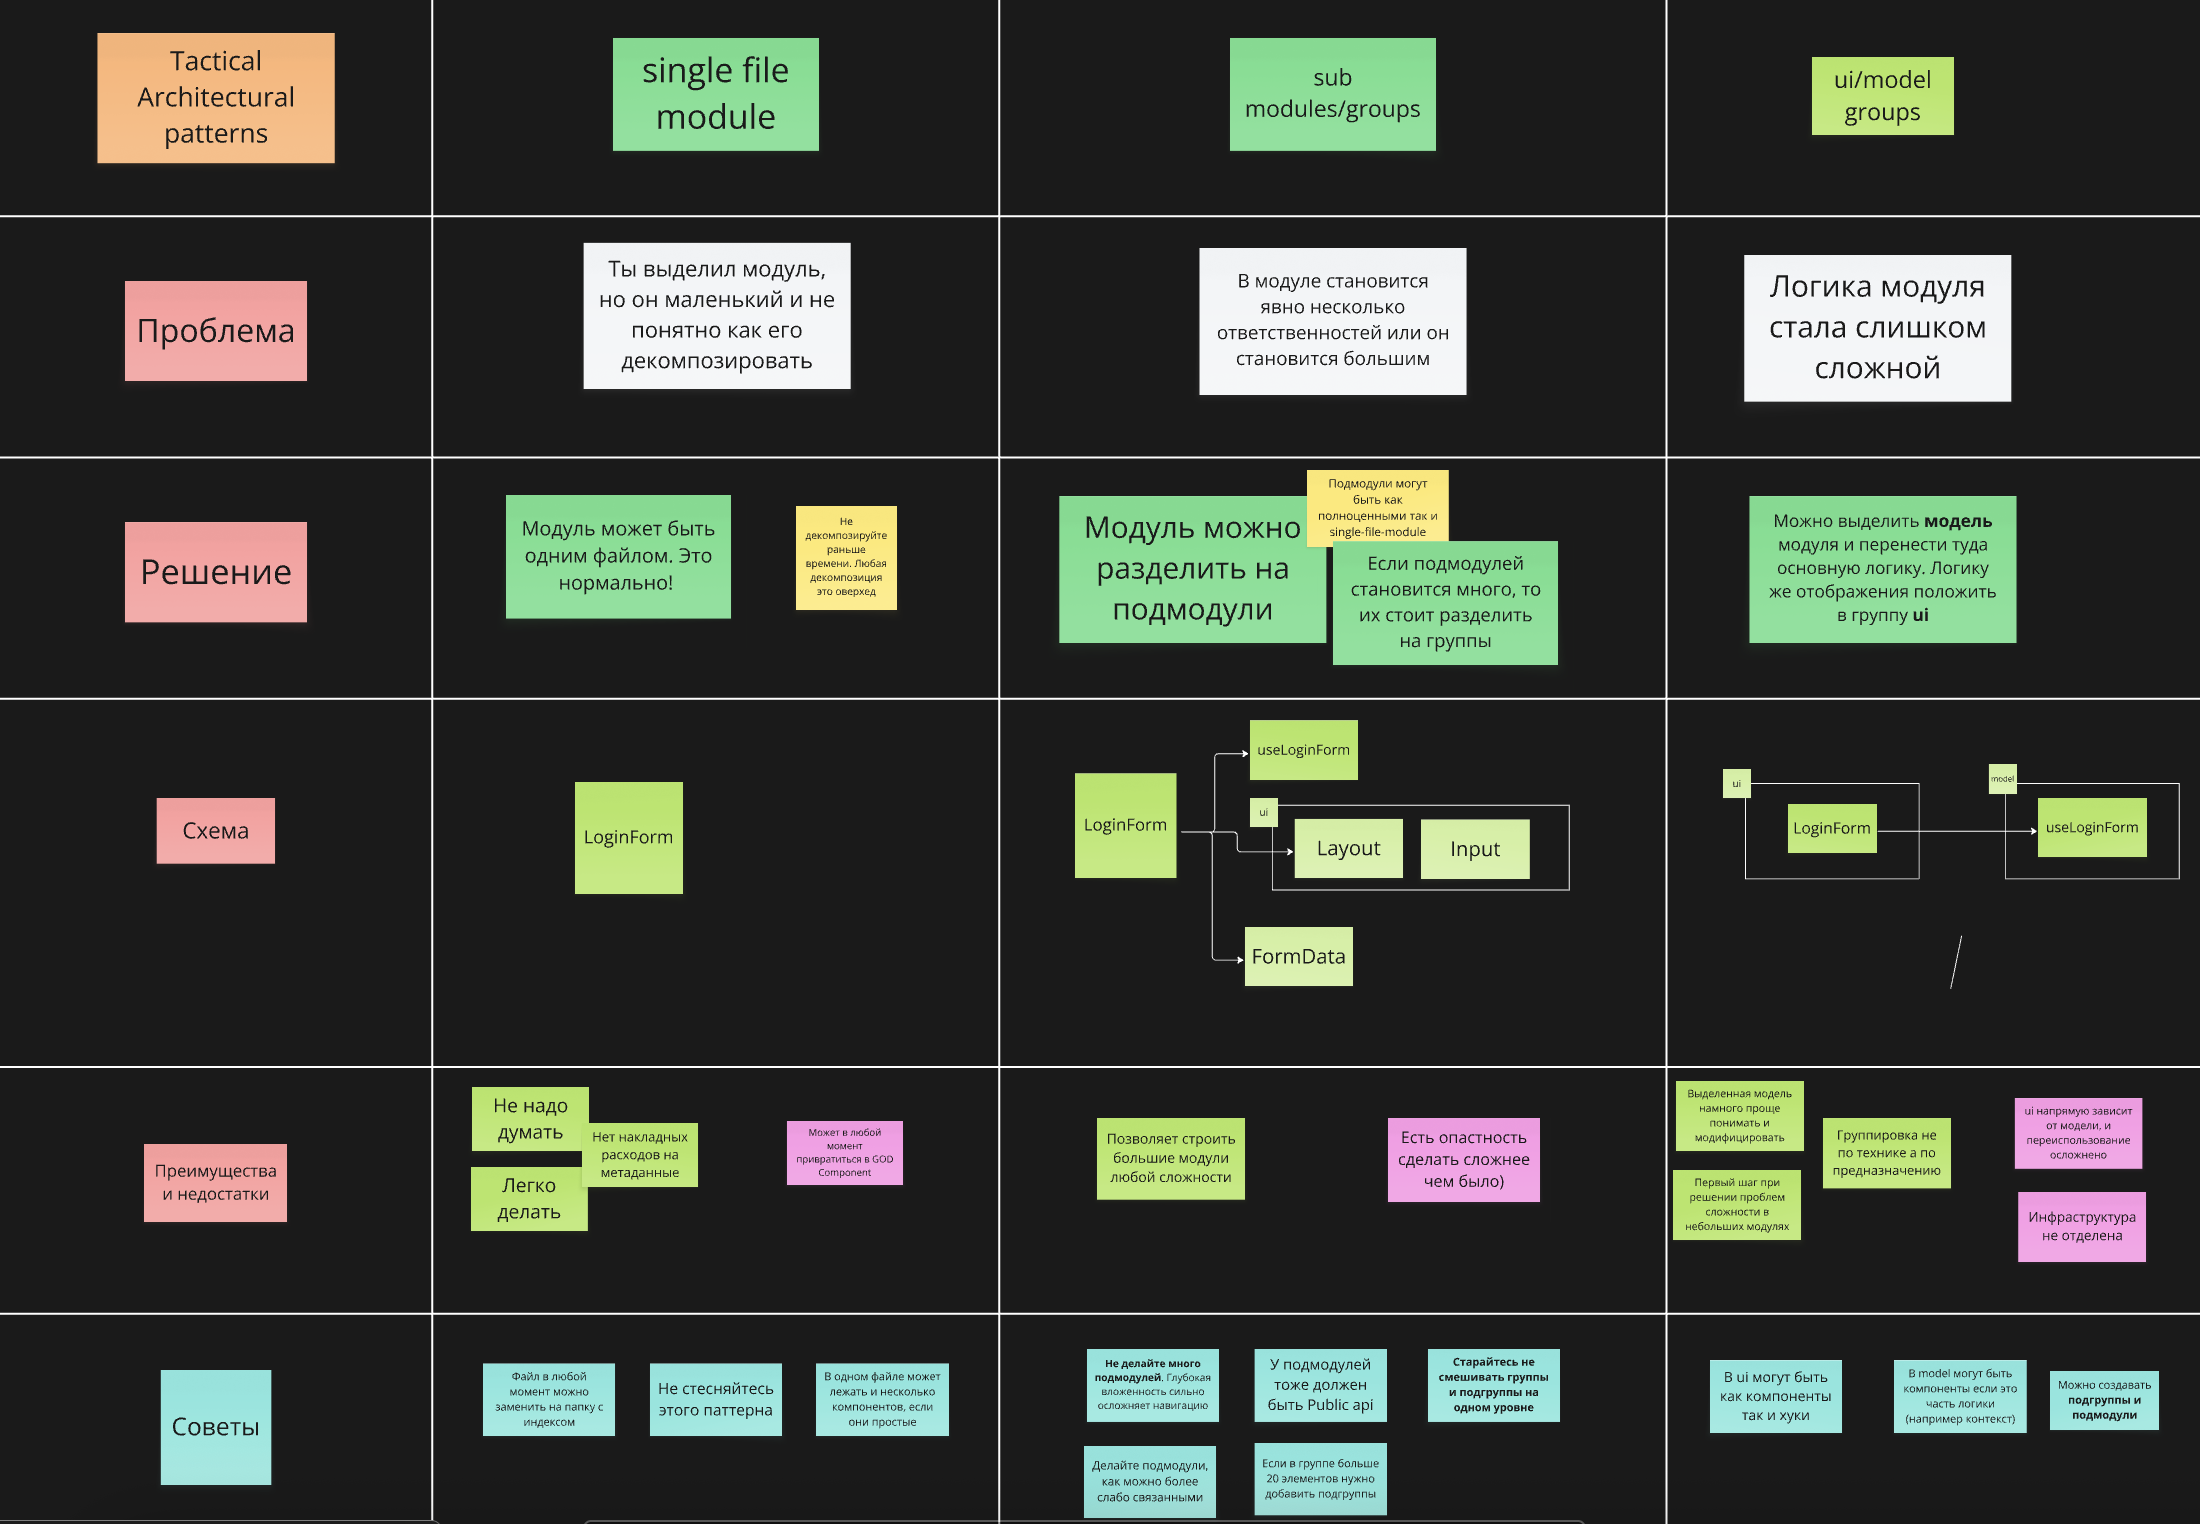 Tactical
Architectural
patterns
single file
module
sub
modules/groups
ui/model
groups
Проблема
Ты выделил модуль,
но он маленький и не
понятно как его
декомпозировать
В модуле становится
явно несколько
ответственностей или он
становится большим
Логика модуля
стала слишком
сложной
Решение
Модуль может быть
одним файлом. Это
нормально!
Не
декомпозируйте
раньше
времени. Любая
декомпозиция
это оверхед
Модуль можно
разделить на
подмодули
Подмодули могут
быть как
полноценными так и
single-file-module
Если подмодулей
становится много, то
их стоит разделить
на группы
Можно выделить модель
модуля и перенести туда
основную логику. Логику
же отображения положить
в группу ui
Схема
LoginForm
LoginForm
useLoginForm
ui
Layout
Input
FormData
ui
LoginForm
model
useLoginForm
Преимущества
и недостатки
Не надо
думать
Нет накладных
расходов на
метаданные
Легко
делать
Может в любой
момент
привратиться в GOD
Component
Позволяет строить
большие модули
любой сложности
Есть опастность
сделать сложнее
чем было)
Выделенная модель
намного проще
понимать и
модифицировать
Группировка не
по технике а по
предназначению
Первый шаг при
решении проблем
сложности в
небольших модулях
ui напрямую зависит
от модели, и
переиспользование
осложнено
Инфраструктура
не отделена
Советы
Файл в любой
момент можно
заменить на папку с
индексом
Не стесняйтесь
этого паттерна
В одном файле может
лежать и несколько
компонентов, если
они простые
Не делайте много
подмодулей. Глубокая
вложенность сильно
осложняет навигацию
У подмодулей
тоже должен
быть Public api
Старайтесь не
смешивать группы
и подгруппы на
одном уровне
Делайте подмодули,
как можно более
слабо связанными
Если в группе больше
20 элементов нужно
добавить подгруппы
В ui могут быть
как компоненты
так и хуки
В model могут быть
компоненты если это
часть логики
(например контекст)
Можно создавать
подгруппы и
подмодули